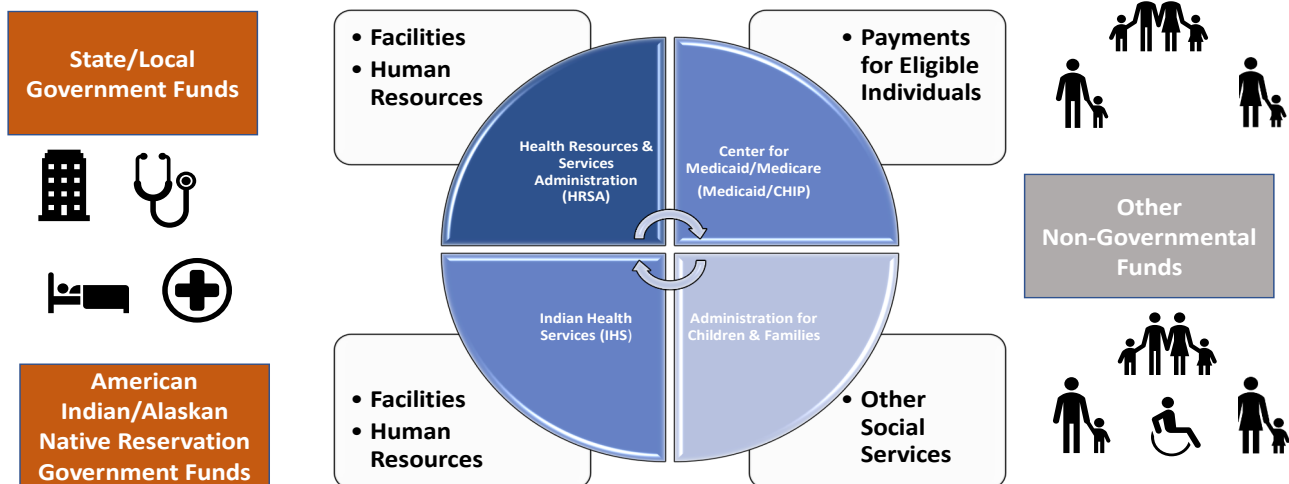 State/Local
Government Funds
• Facilities
• Human
Resources
• Payments
for Eligible
Individuals
Health Resources &
Services
Administration
(HRSA)
Center for
Medicaid/Medicare
(Medicaid/CHIP)
Other
Non-Governmental
Funds
Indian Health
Services (IHS)
Administration for
Children & Families
American
Indian/Alaskan
Native Reservation
Government Funds
• Facilities
• Human
Resources
• Other
Social
Services